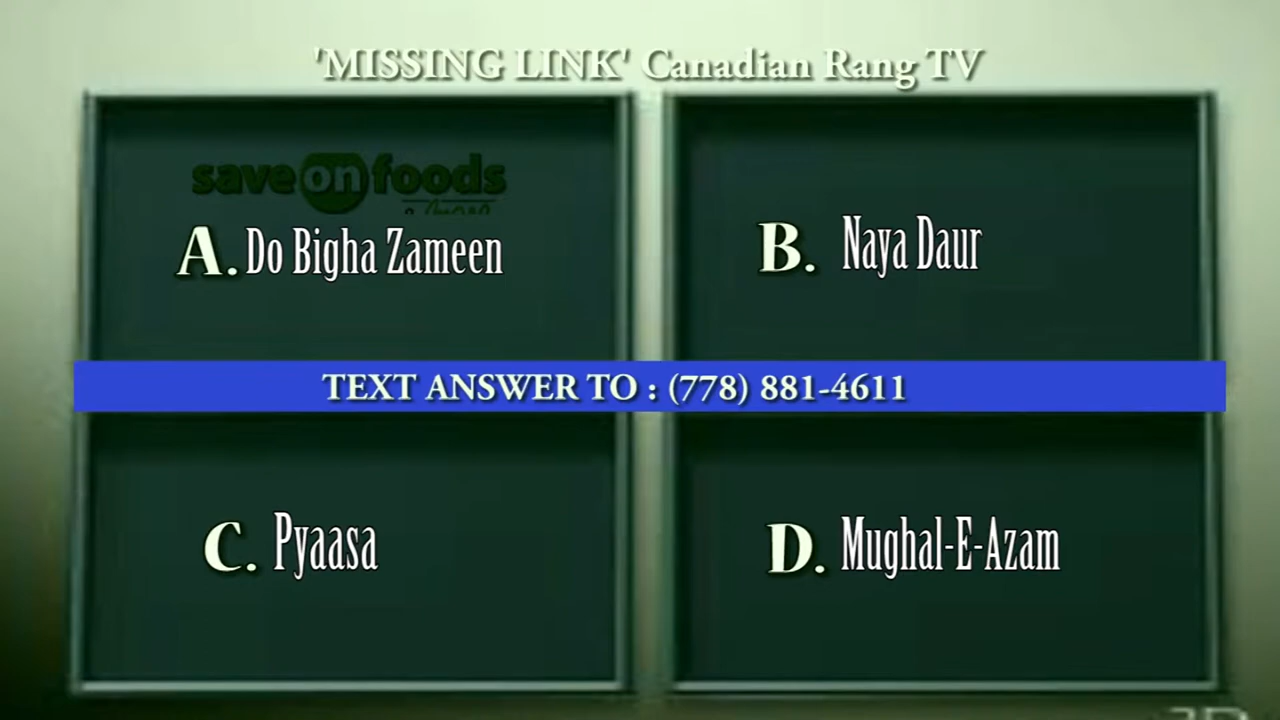 'MISSING LINK' Canadian Rang TV
save on foods
A. Do Bigha Zameen
B. Naya Daur
TEXT ANSWER TO : (778) 881-4611
C. Pyaasa
D. Mughal-E-Azam